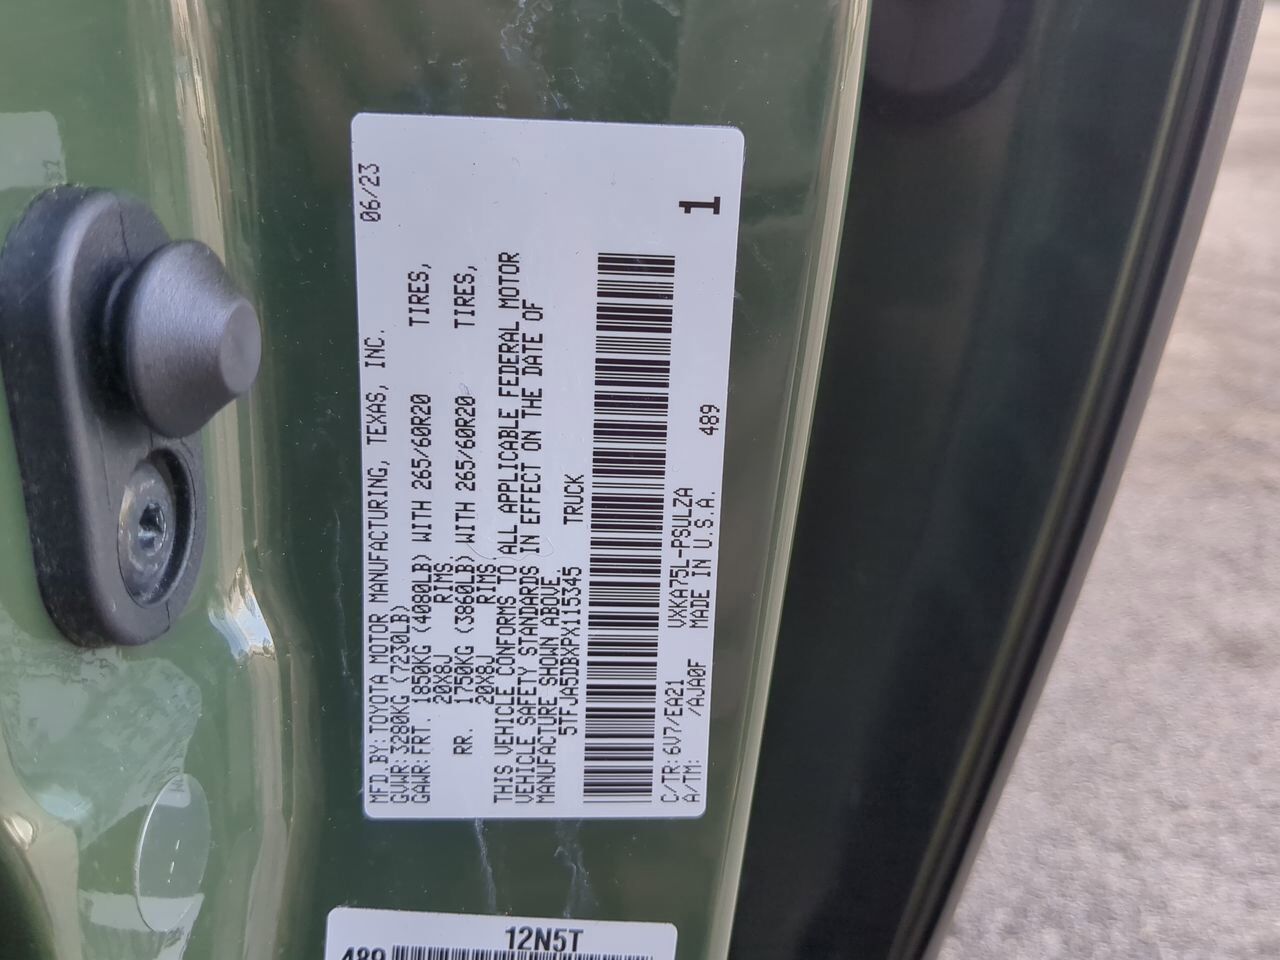 MFD.BY:TOYOTA MOTOR MANUFACTURING, TEXAS, INC. 06/23
GVWR:3280KG (7230LB)
GAWR:FRT. 1850KG (4080LB) WITH 265/60R20 TIRES,
20X8J RIMS.
RR. 1750KG (3860LB) WITH 265/60R20 TIRES,
20X8J RIMS.
THIS VEHICLE CONFORMS TO ALL APPLICABLE FEDERAL MOTOR
VEHICLE SAFETY STANDARDS IN EFFECT ON THE DATE OF
MANUFACTURE SHOWN ABOVE.
5TFJA5DBXPX115345 TRUCK
C/TR:6V7/EA21 VXKA75L-PSULZA
A/TM: /AJA0F MADE IN U.S.A. 489
1
12N5T
489